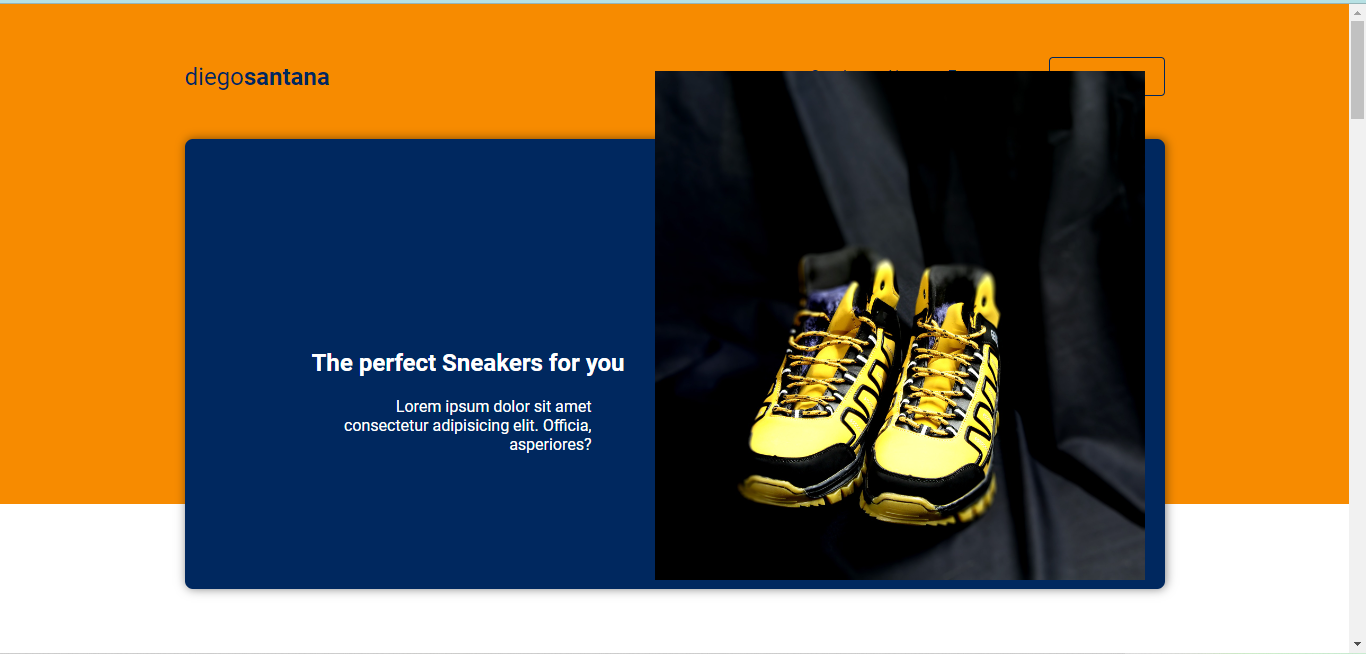 diegosantana
The perfect Sneakers for you
Lorem ipsum dolor sit amet
consectetur adipisicing elit. Officia,
asperiores?